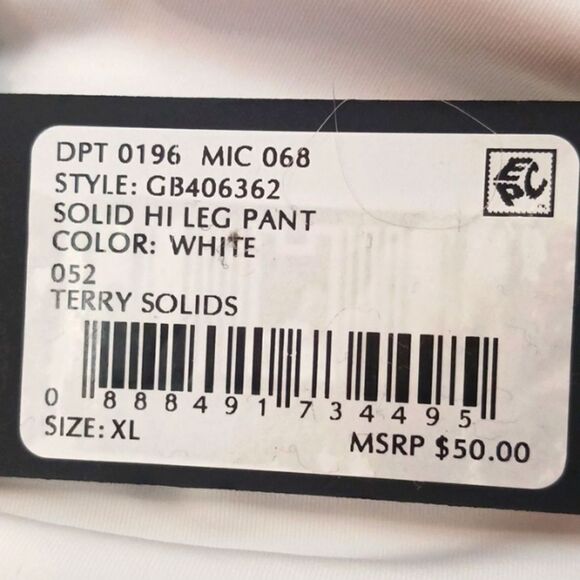 DPT 0196 MIC 068
EPC
STYLE: GB406362
SOLID HI LEG PANT
COLOR: WHITE
052
TERRY SOLIDS
0 888491 734495
SIZE: XL
MSRP $50.00